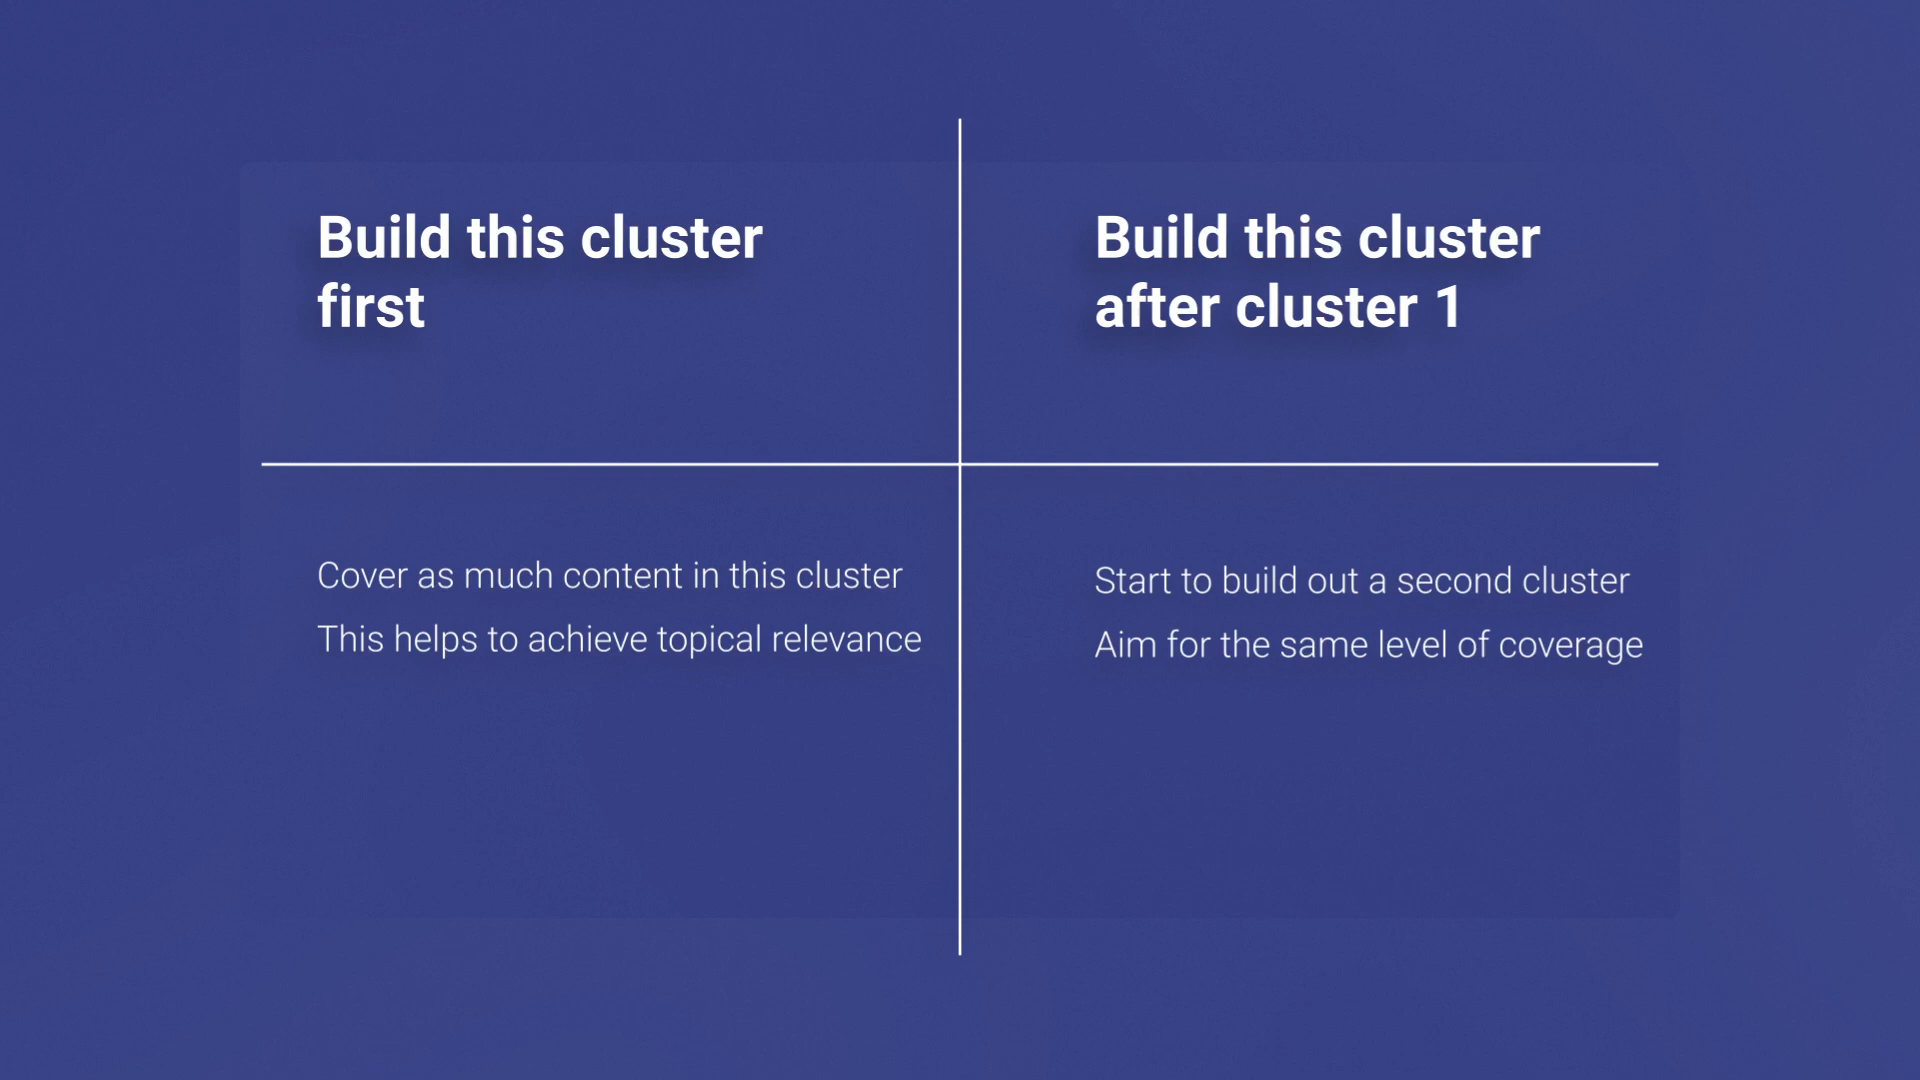 Build this cluster
first
Build this cluster
after cluster 1
Cover as much content in this cluster
This helps to achieve topical relevance
Start to build out a second cluster
Aim for the same level of coverage